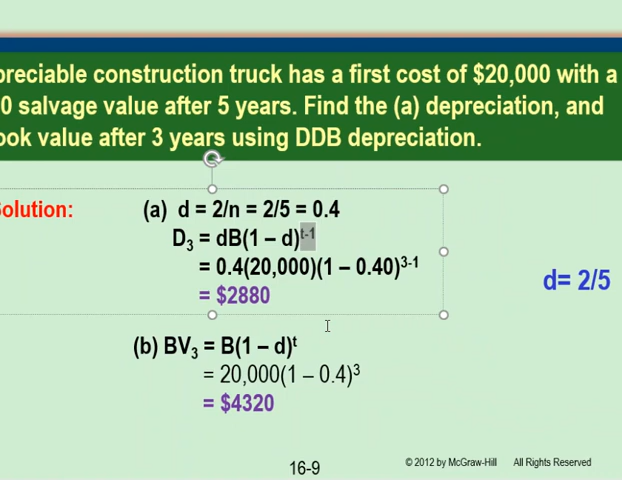 preciable construction truck has a first cost of $20,000 with a
0 salvage value after 5 years. Find the (a) depreciation, and
ook value after 3 years using DDB depreciation.
olution:
(a) d = 2/n = 2/5 = 0.4
D₃ = dB(1 – d)ᵗ⁻¹
= 0.4(20,000)(1 – 0.40)³⁻¹
= $2880
d= 2/5
(b) BV₃ = B(1 – d)ᵗ
= 20,000(1 – 0.4)³
= $4320
16-9
© 2012 by McGraw-Hill All Rights Reserved